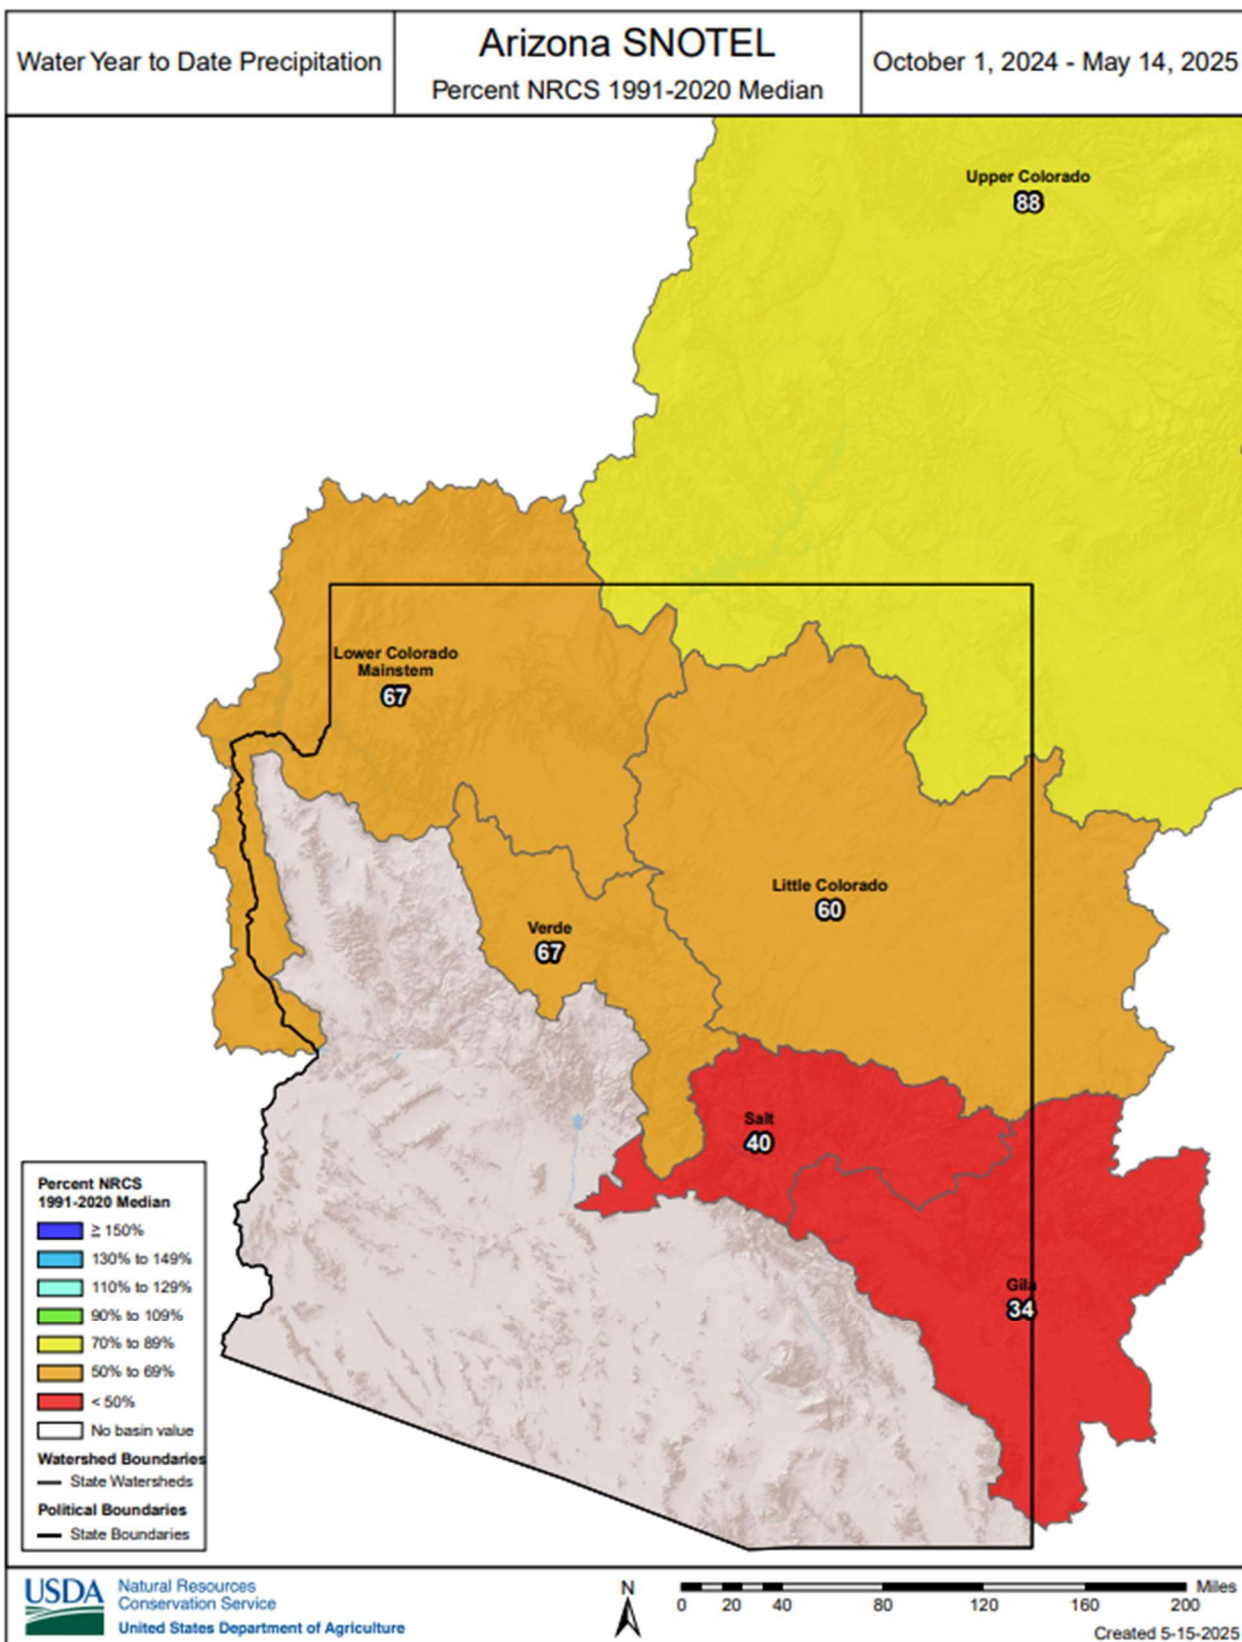 Water Year to Date Precipitation
Arizona SNOTEL
Percent NRCS 1991-2020 Median
October 1, 2024 - May 14, 2025
Upper Colorado
88
Lower Colorado
Mainstem
67
Little Colorado
60
Verde
67
Salt
40
Gila
34
Percent NRCS
1991-2020 Median
≥ 150%
130% to 149%
110% to 129%
90% to 109%
70% to 89%
50% to 69%
< 50%
No basin value
Watershed Boundaries
State Watersheds
Political Boundaries
State Boundaries
USDA
Natural Resources
Conservation Service
United States Department of Agriculture
N
Miles
0 20 40 80 120 160 200
Created 5-15-2025